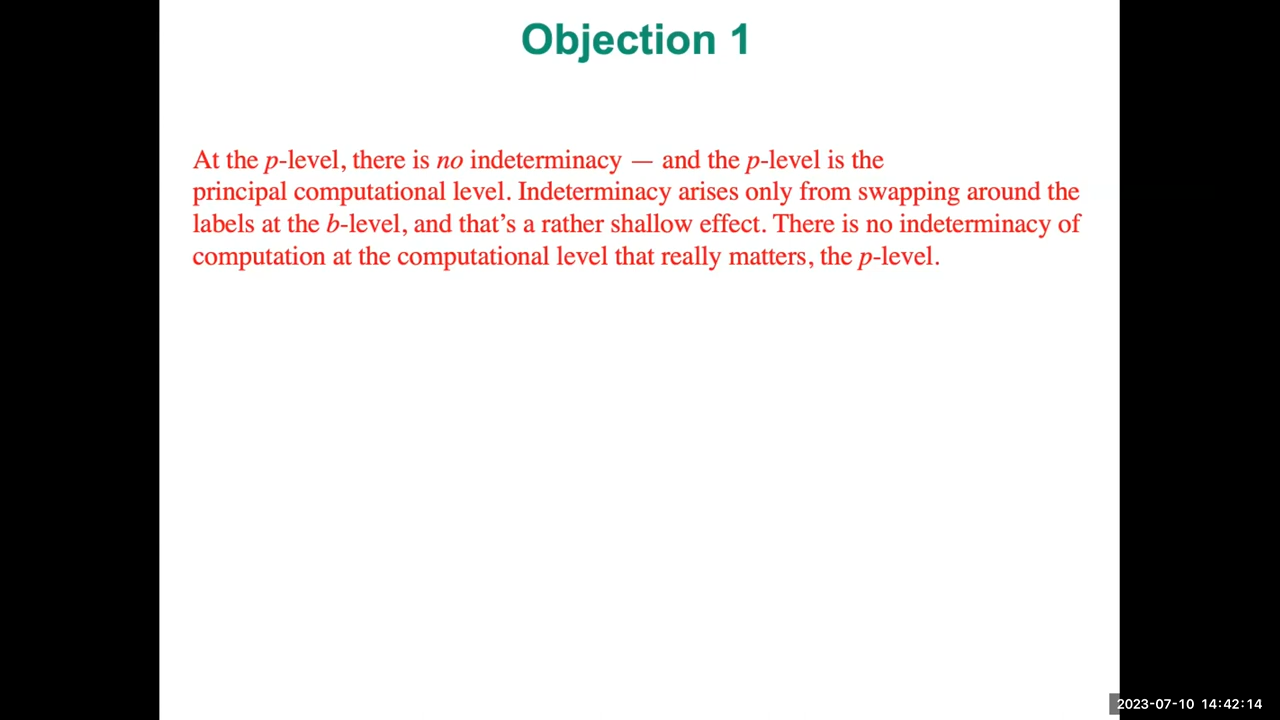 Objection 1
At the p-level, there is no indeterminacy — and the p-level is the
principal computational level. Indeterminacy arises only from swapping around the
labels at the b-level, and that’s a rather shallow effect. There is no indeterminacy of
computation at the computational level that really matters, the p-level.
2023-07-10 14:42:14